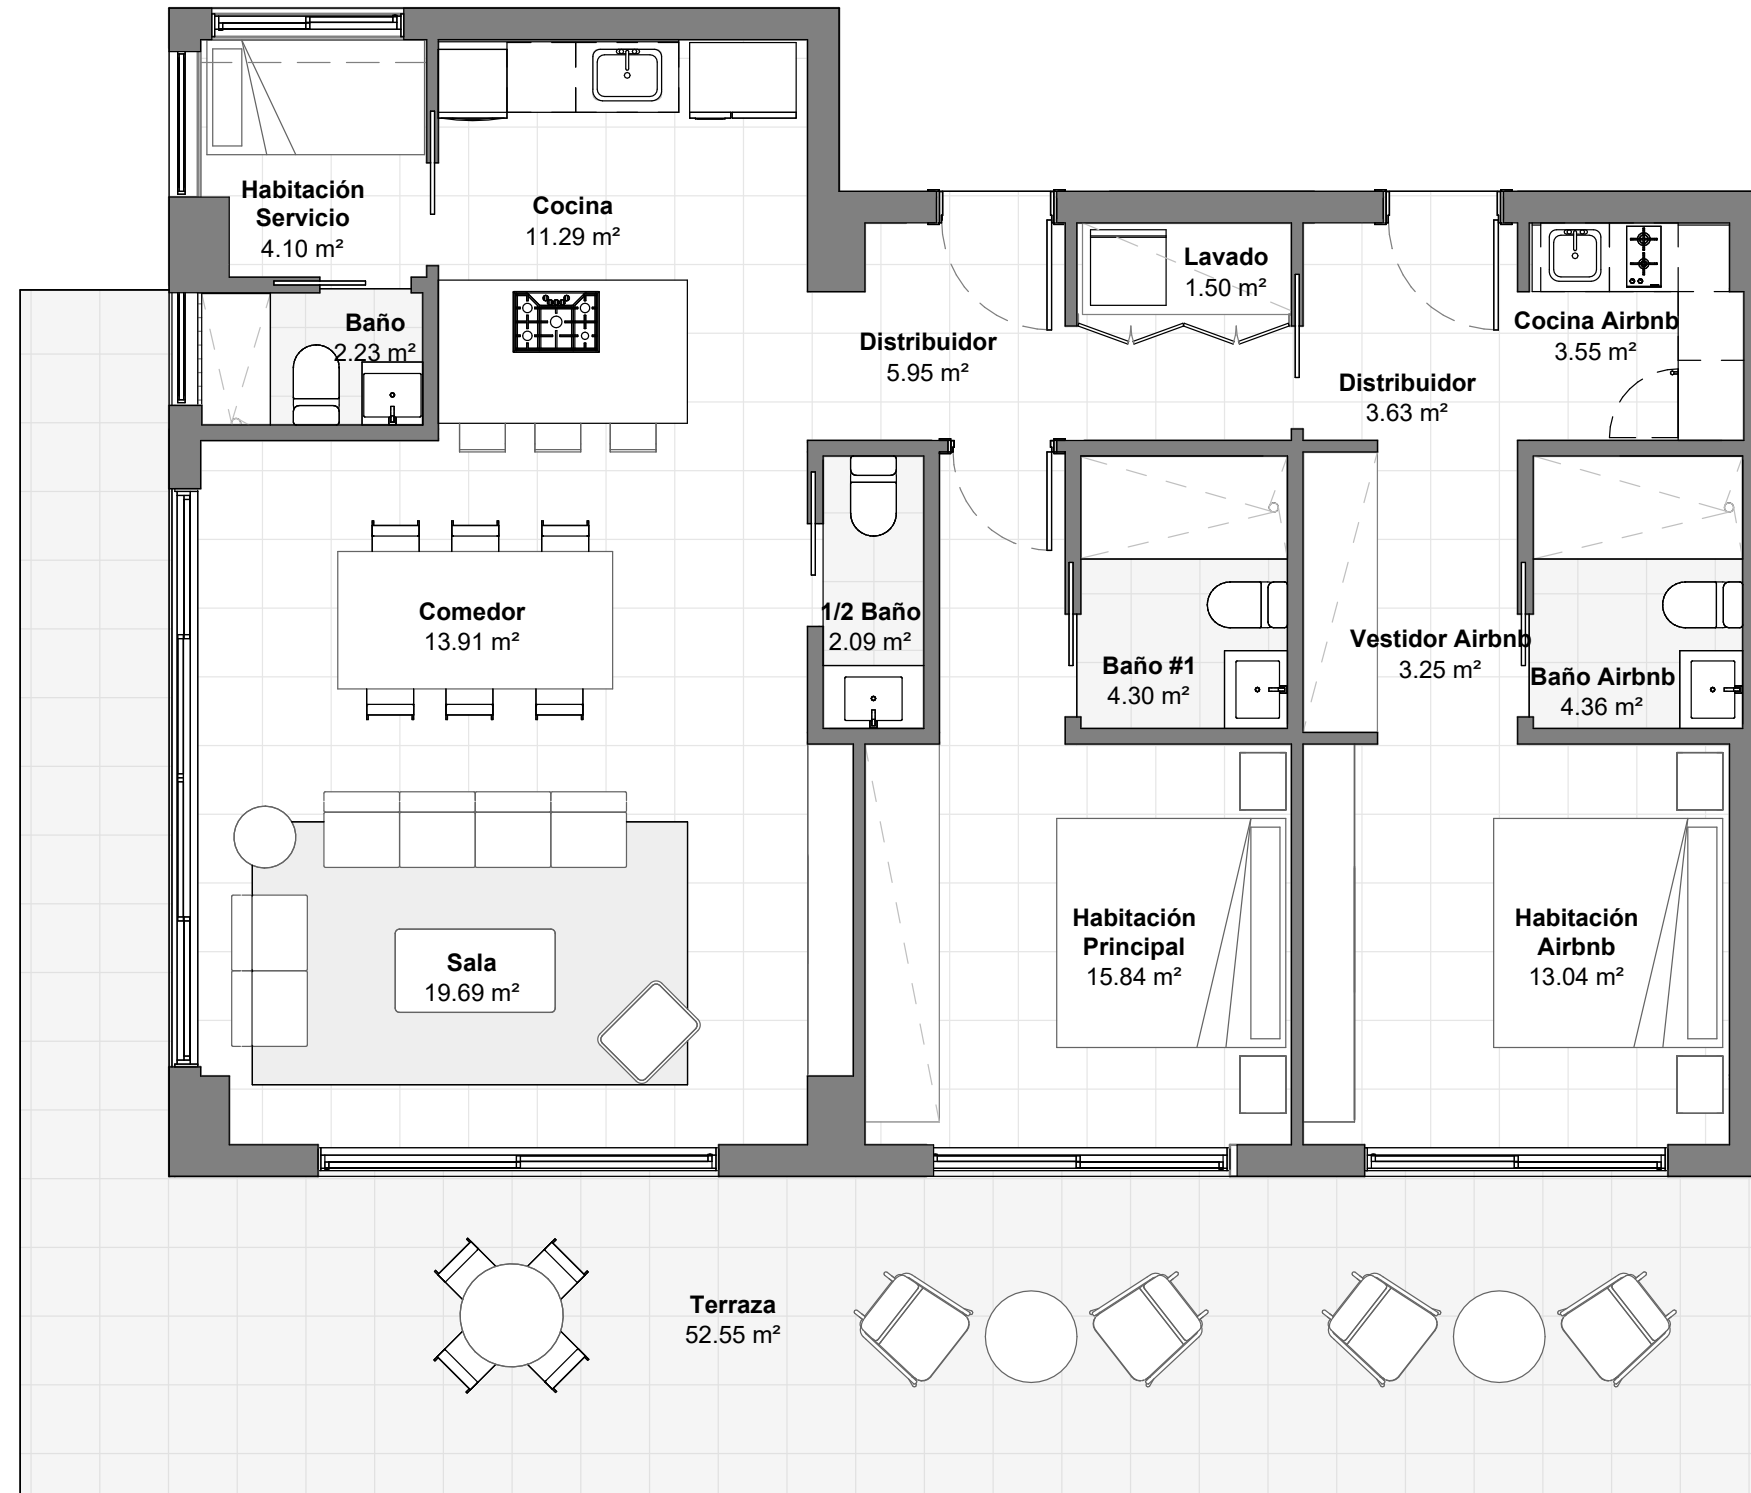 Habitación
Servicio
4.10 m²
Cocina
11.29 m²
Lavado
1.50 m²
Baño
2.23 m²
Distribuidor
5.95 m²
Cocina Airbnb
3.55 m²
Distribuidor
3.63 m²
Comedor
13.91 m²
1/2 Baño
2.09 m²
Baño #1
4.30 m²
Vestidor Airbnb
3.25 m²
Baño Airbnb
4.36 m²
Sala
19.69 m²
Habitación
Principal
15.84 m²
Habitación
Airbnb
13.04 m²
Terraza
52.55 m²